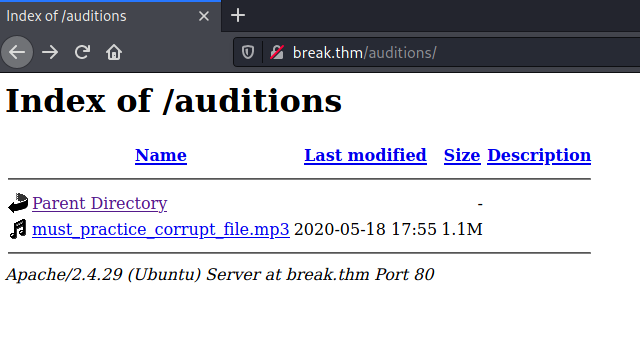 Index of /auditions
break.thm/auditions/
Index of /auditions
Name Last modified Size Description
Parent Directory -
must_practice_corrupt_file.mp3 2020-05-18 17:55 1.1M
Apache/2.4.29 (Ubuntu) Server at break.thm Port 80